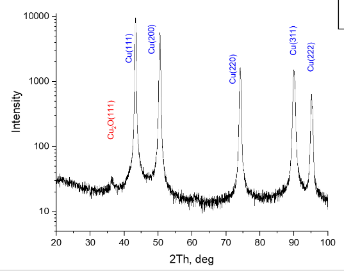 10000
1000
100
10
Intensity
Cu₂O(111)
Cu(111)
Cu(200)
Cu(220)
Cu(311)
Cu(222)
20 30 40 50 60 70 80 90 100
2Th, deg